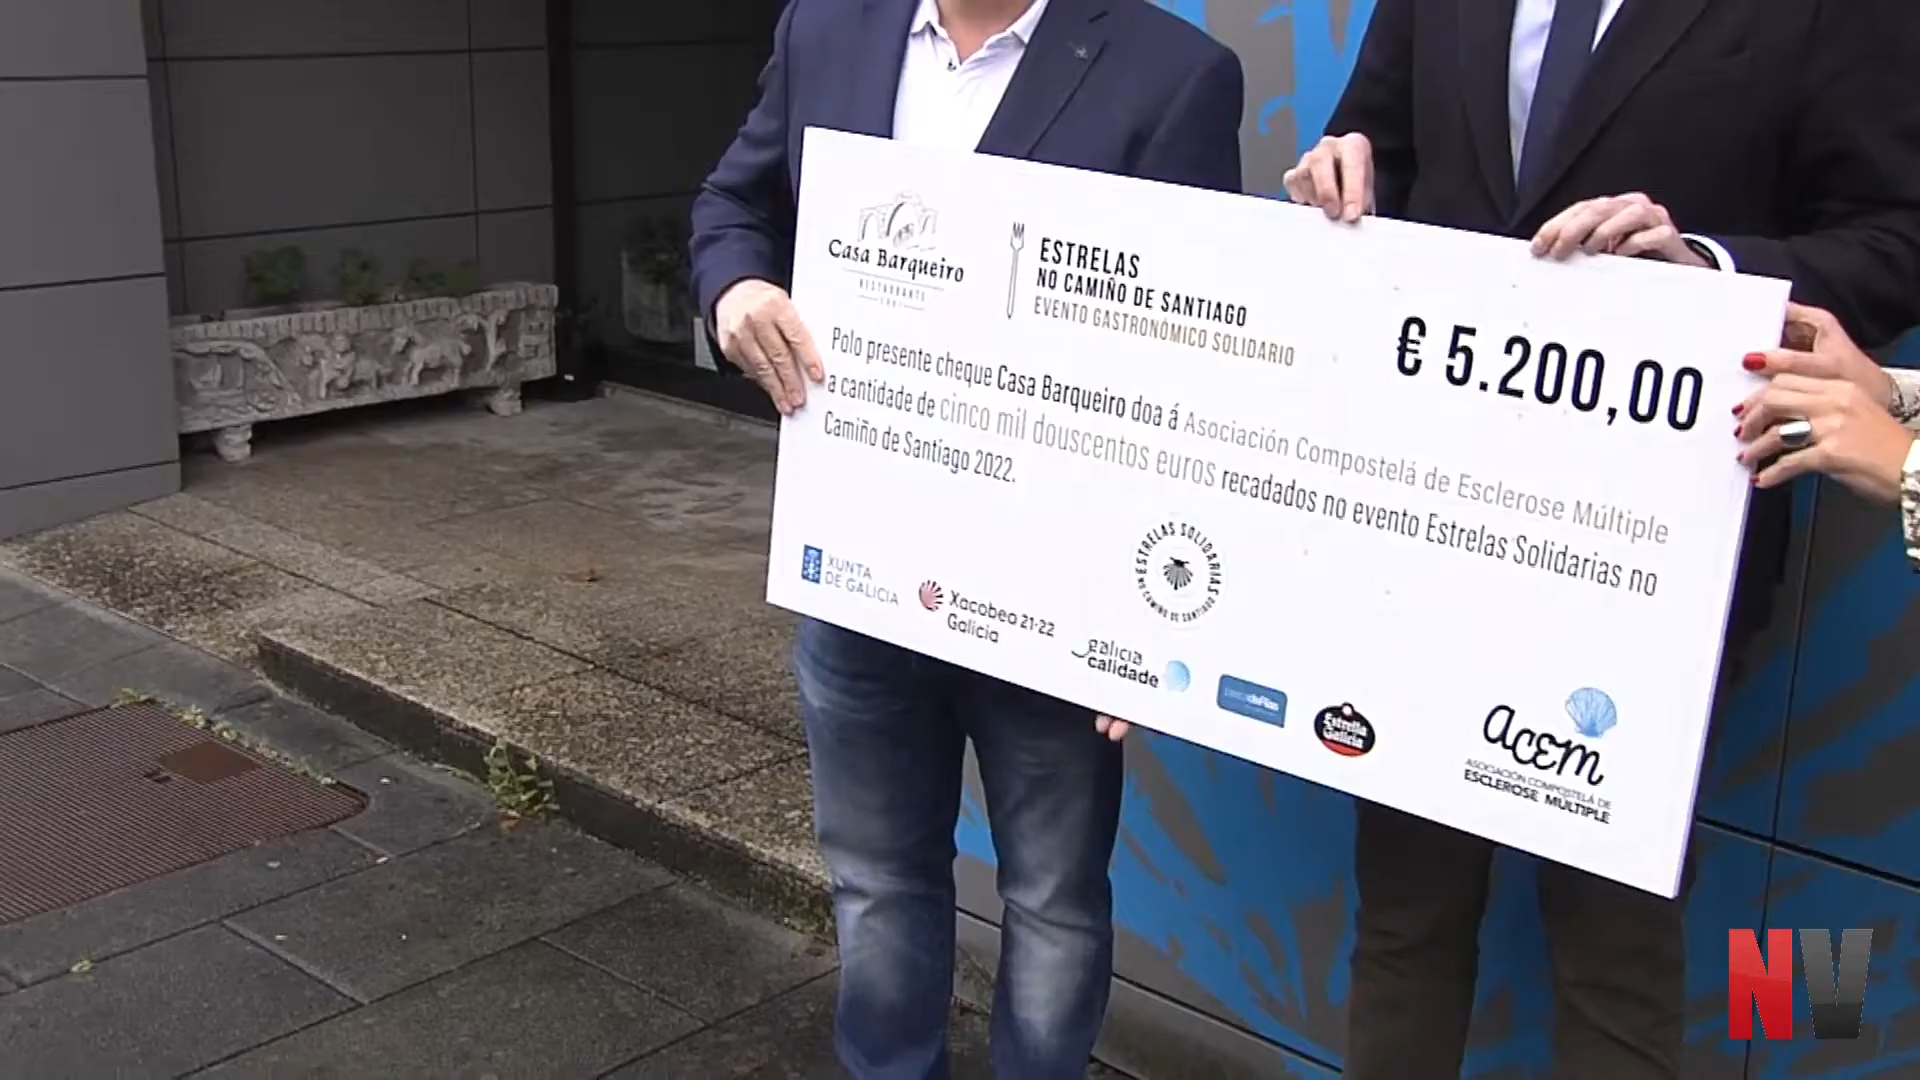 Casa Barqueiro
RESTAURANTE
ESTRELAS
NO CAMIÑO DE SANTIAGO
EVENTO GASTRONÓMICO SOLIDARIO
€ 5.200,00
Polo presente cheque Casa Barqueiro doa á Asociación Compostelá de Esclerose Múltiple
a cantidade de cinco mil douscentos euros recadados no evento Estrelas Solidarias no
Camiño de Santiago 2022.
ESTRELAS SOLIDARIAS
CAMIÑO DE SANTIAGO
XUNTA
DE GALICIA
Xacobeo 21·22
Galicia
galicia
calidade
Estrella
Galicia
acem
ASOCIACIÓN COMPOSTELÁ DE
ESCLEROSE MÚLTIPLE
NV